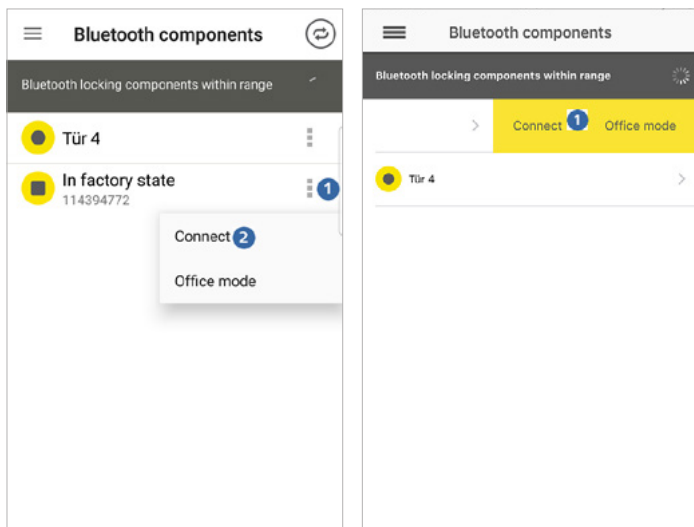 Bluetooth components
Bluetooth locking components within range
Tür 4
In factory state
114394772
1
Connect 2
Office mode
Bluetooth components
Bluetooth locking components within range
Connect 1 Office mode
Tür 4